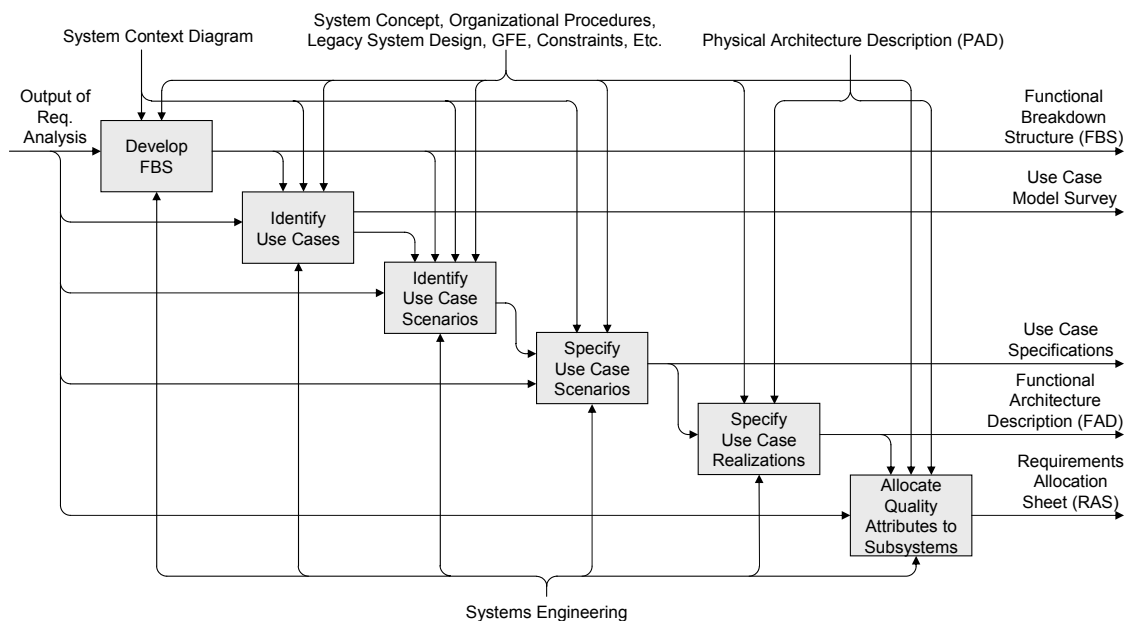 System Context Diagram
System Concept, Organizational Procedures,
Legacy System Design, GFE, Constraints, Etc.
Physical Architecture Description (PAD)
Output of
Req.
Analysis
Functional
Breakdown
Structure (FBS)
Develop
FBS
Use Case
Model Survey
Identify
Use Cases
Identify
Use Case
Scenarios
Use Case
Specifications
Specify
Use Case
Scenarios
Functional
Architecture
Description (FAD)
Specify
Use Case
Realizations
Requirements
Allocation
Sheet (RAS)
Allocate
Quality
Attributes to
Subsystems
Systems Engineering